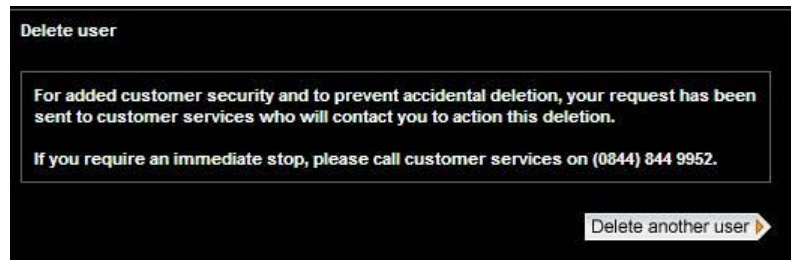 Delete user
For added customer security and to prevent accidental deletion, your request has been
sent to customer services who will contact you to action this deletion.
If you require an immediate stop, please call customer services on (0844) 844 9952.
Delete another user